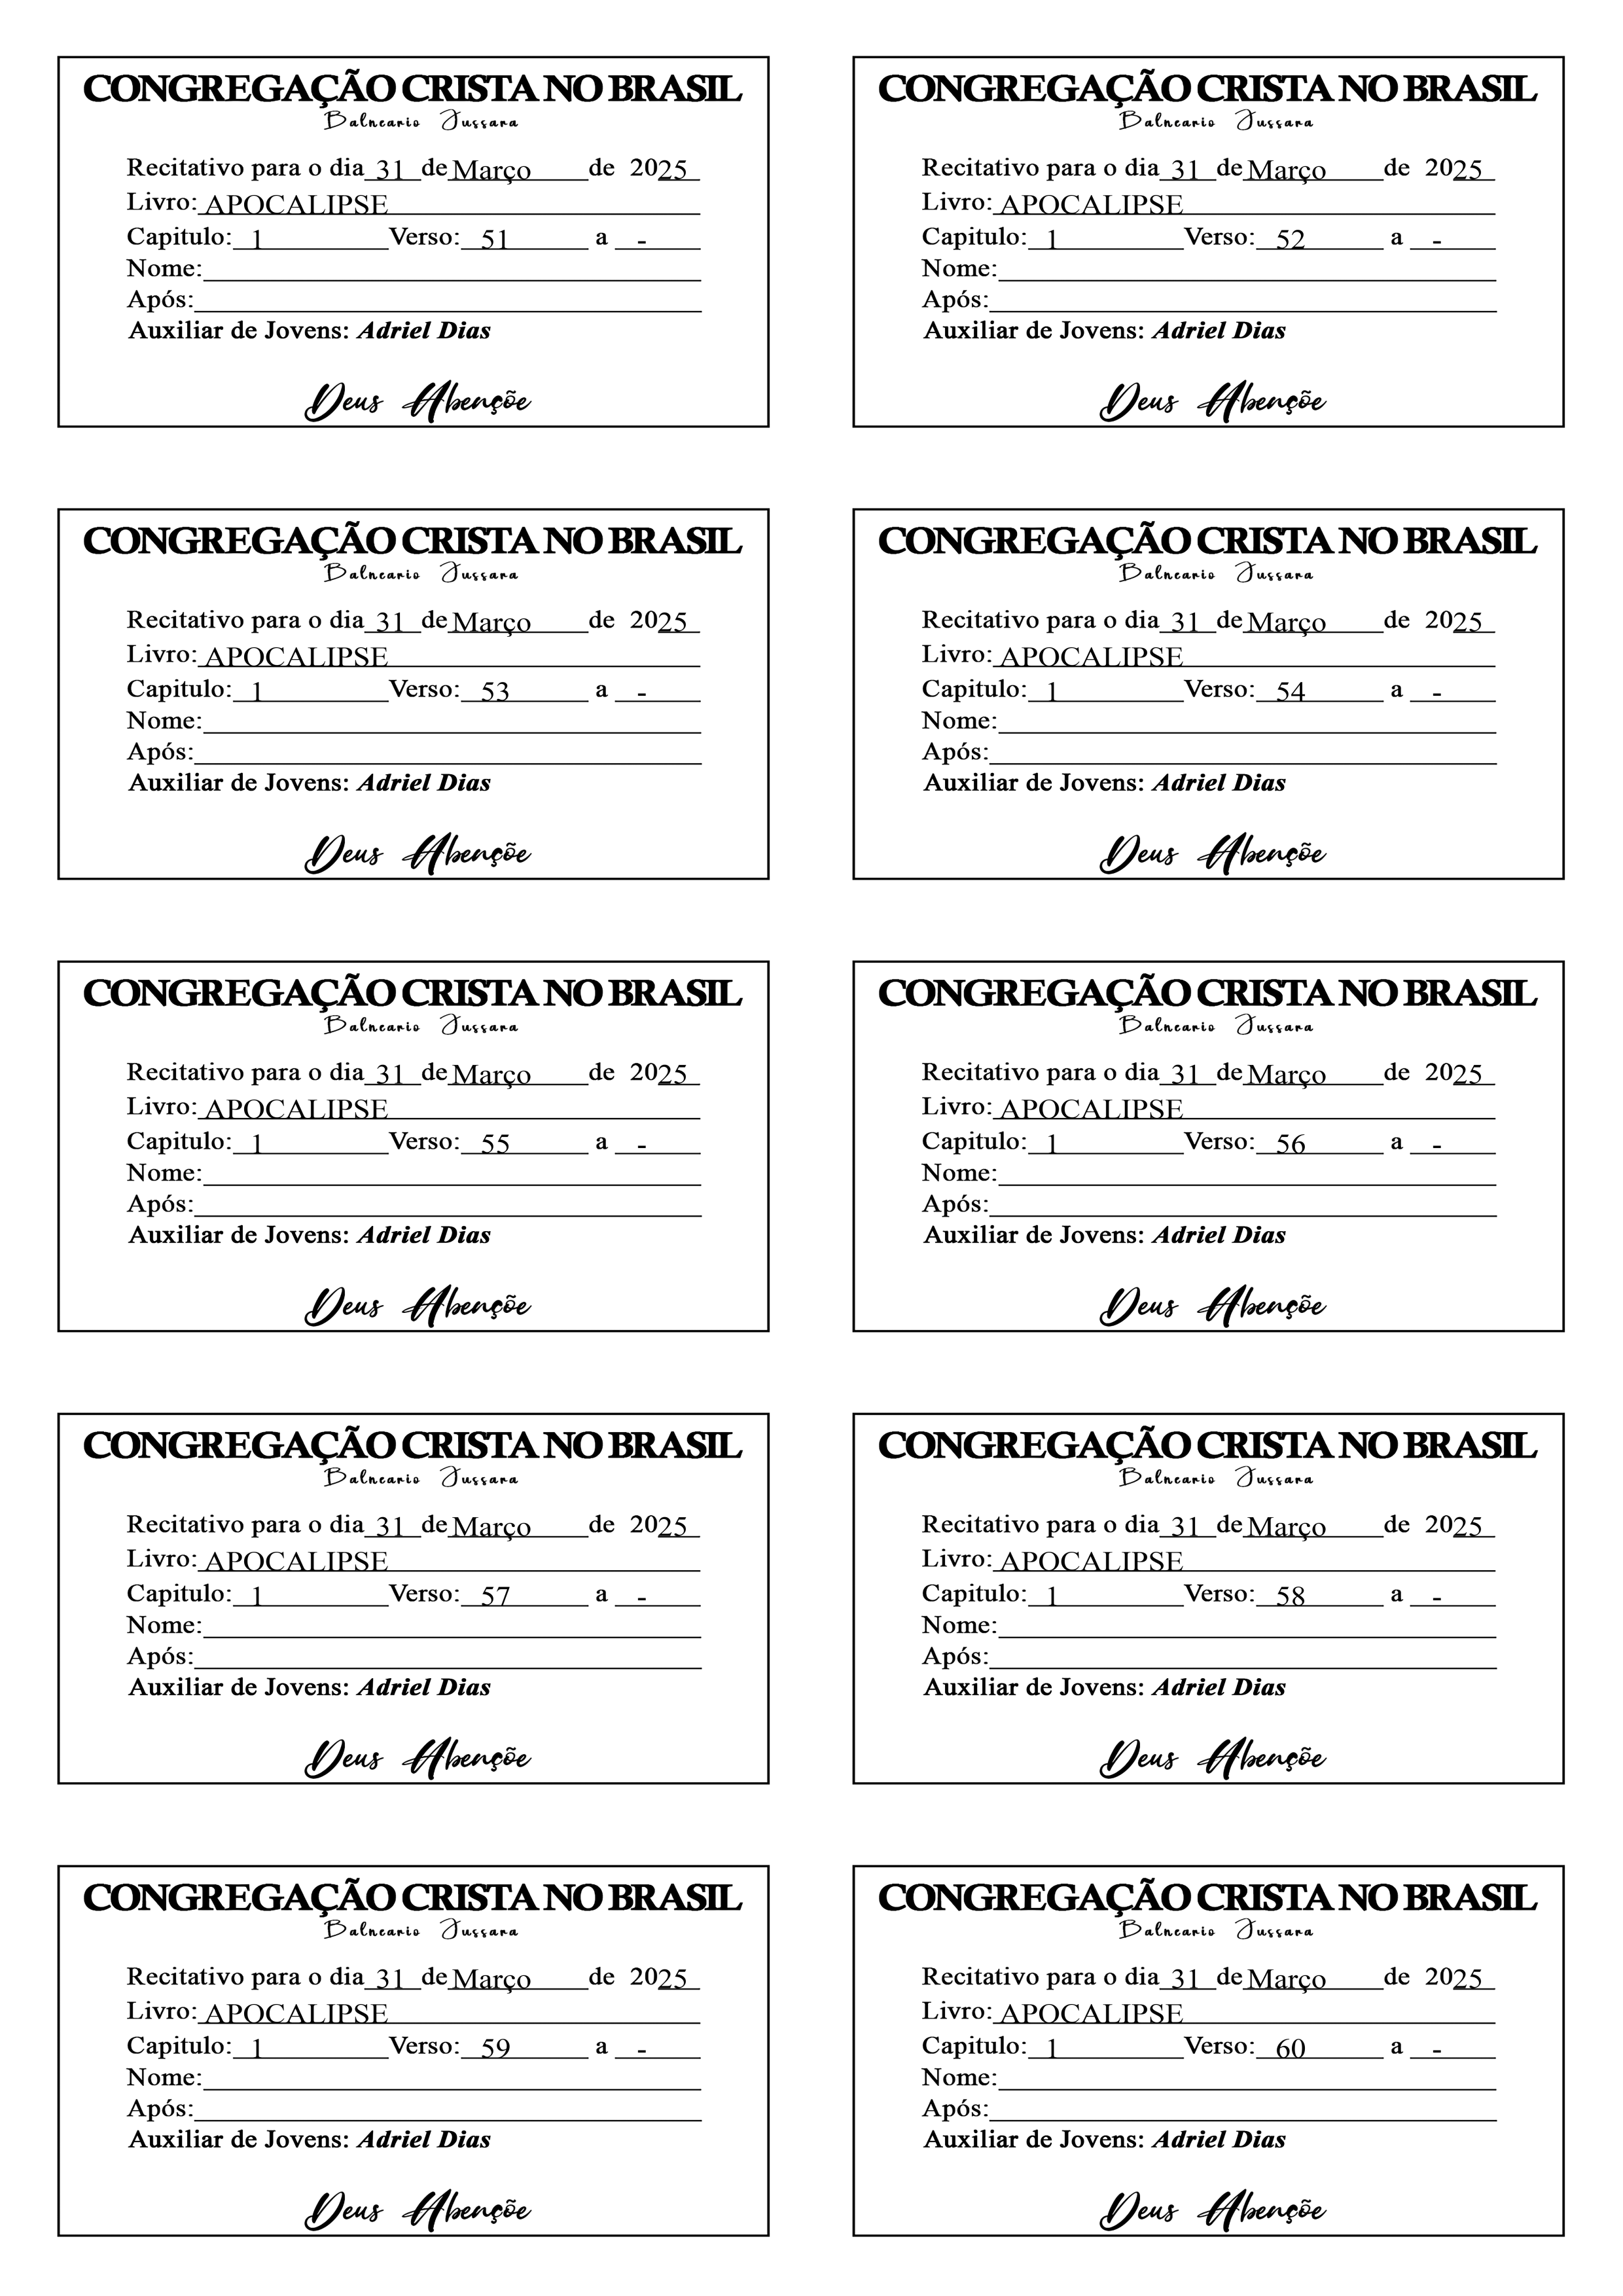 CONGREGAÇÃO CRISTA NO BRASIL
Balneario Jussara
Recitativo para o dia 31 de Março de 2025
Livro: APOCALIPSE
Capitulo: 1 Verso: 51 a -
Nome:
Após:
Auxiliar de Jovens: Adriel Dias
Deus Abençõe
CONGREGAÇÃO CRISTA NO BRASIL
Balneario Jussara
Recitativo para o dia 31 de Março de 2025
Livro: APOCALIPSE
Capitulo: 1 Verso: 52 a -
Nome:
Após:
Auxiliar de Jovens: Adriel Dias
Deus Abençõe
CONGREGAÇÃO CRISTA NO BRASIL
Balneario Jussara
Recitativo para o dia 31 de Março de 2025
Livro: APOCALIPSE
Capitulo: 1 Verso: 53 a -
Nome:
Após:
Auxiliar de Jovens: Adriel Dias
Deus Abençõe
CONGREGAÇÃO CRISTA NO BRASIL
Balneario Jussara
Recitativo para o dia 31 de Março de 2025
Livro: APOCALIPSE
Capitulo: 1 Verso: 54 a -
Nome:
Após:
Auxiliar de Jovens: Adriel Dias
Deus Abençõe
CONGREGAÇÃO CRISTA NO BRASIL
Balneario Jussara
Recitativo para o dia 31 de Março de 2025
Livro: APOCALIPSE
Capitulo: 1 Verso: 55 a -
Nome:
Após:
Auxiliar de Jovens: Adriel Dias
Deus Abençõe
CONGREGAÇÃO CRISTA NO BRASIL
Balneario Jussara
Recitativo para o dia 31 de Março de 2025
Livro: APOCALIPSE
Capitulo: 1 Verso: 56 a -
Nome:
Após:
Auxiliar de Jovens: Adriel Dias
Deus Abençõe
CONGREGAÇÃO CRISTA NO BRASIL
Balneario Jussara
Recitativo para o dia 31 de Março de 2025
Livro: APOCALIPSE
Capitulo: 1 Verso: 57 a -
Nome:
Após:
Auxiliar de Jovens: Adriel Dias
Deus Abençõe
CONGREGAÇÃO CRISTA NO BRASIL
Balneario Jussara
Recitativo para o dia 31 de Março de 2025
Livro: APOCALIPSE
Capitulo: 1 Verso: 58 a -
Nome:
Após:
Auxiliar de Jovens: Adriel Dias
Deus Abençõe
CONGREGAÇÃO CRISTA NO BRASIL
Balneario Jussara
Recitativo para o dia 31 de Março de 2025
Livro: APOCALIPSE
Capitulo: 1 Verso: 59 a -
Nome:
Após:
Auxiliar de Jovens: Adriel Dias
Deus Abençõe
CONGREGAÇÃO CRISTA NO BRASIL
Balneario Jussara
Recitativo para o dia 31 de Março de 2025
Livro: APOCALIPSE
Capitulo: 1 Verso: 60 a -
Nome:
Após:
Auxiliar de Jovens: Adriel Dias
Deus Abençõe